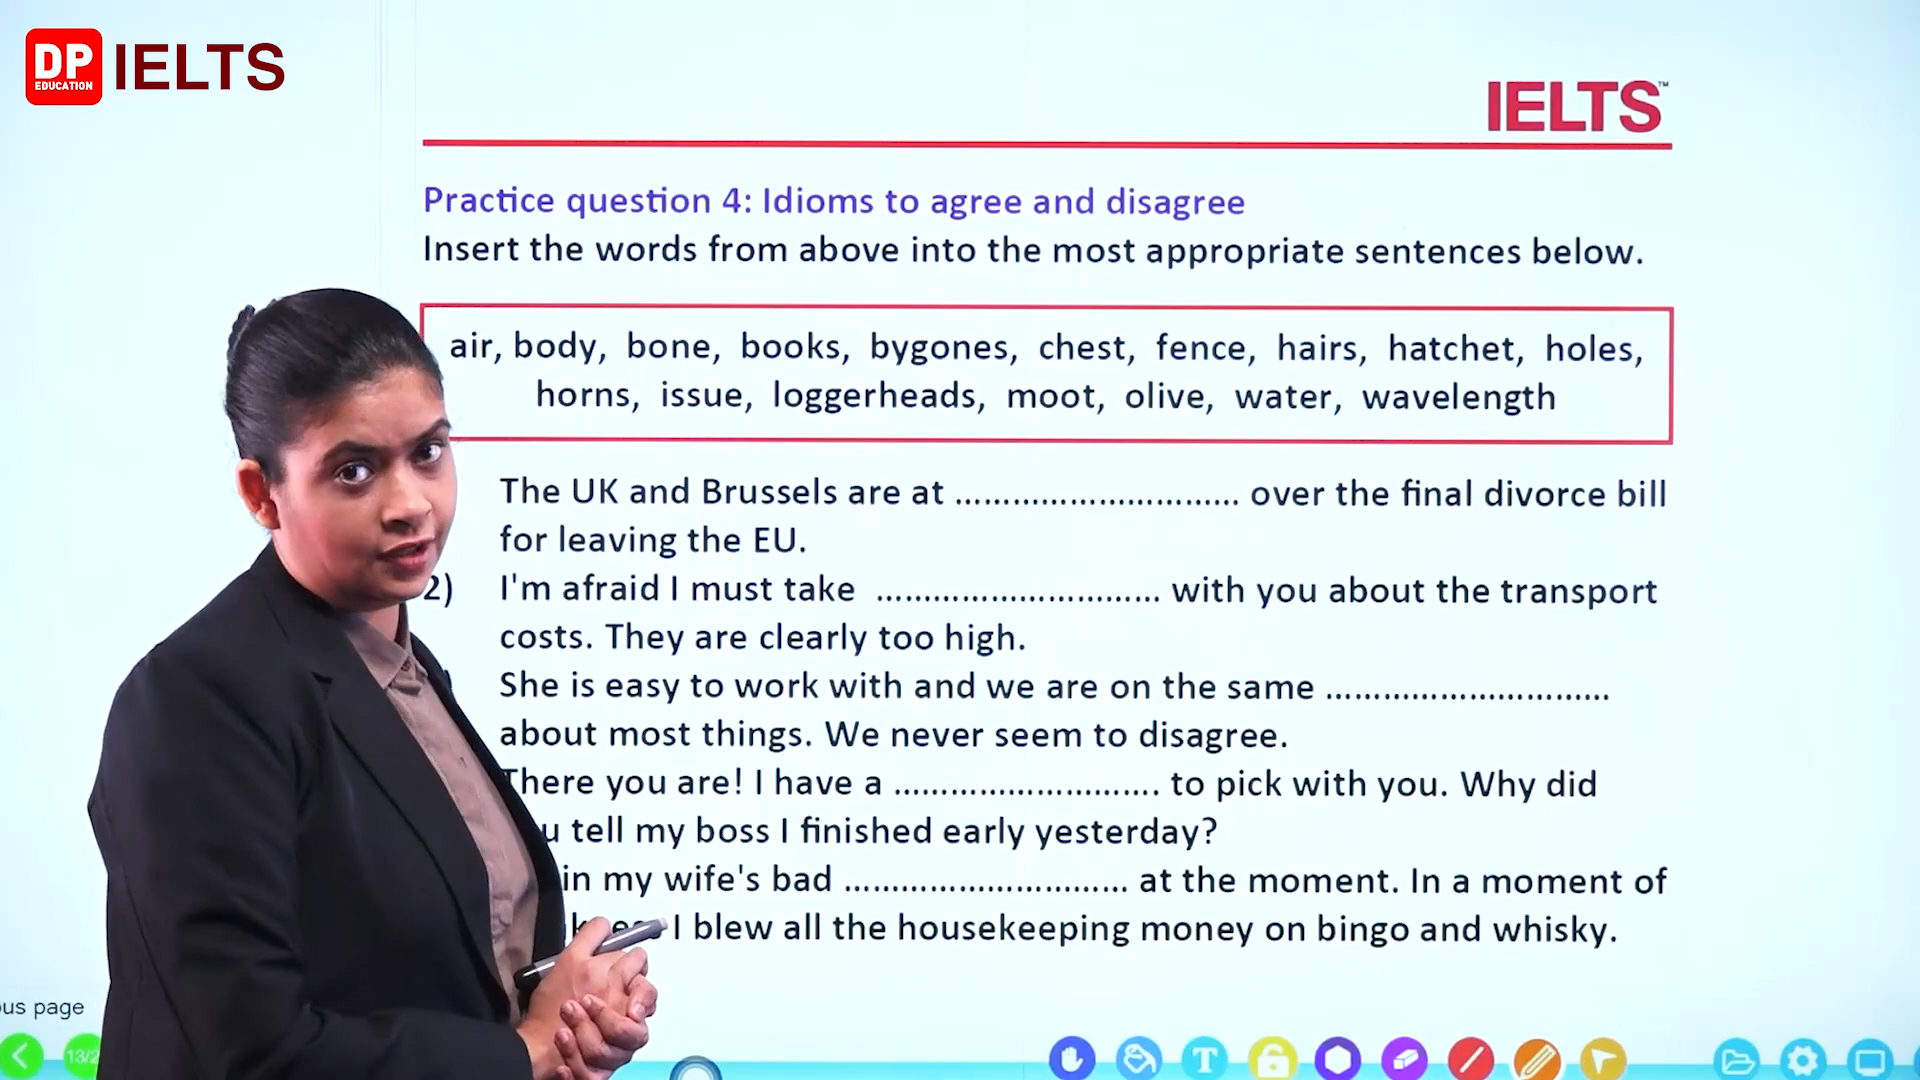 DP
EDUCATION
IELTS
IELTS™
Practice question 4: Idioms to agree and disagree
Insert the words from above into the most appropriate sentences below.
air, body, bone, books, bygones, chest, fence, hairs, hatchet, holes,
horns, issue, loggerheads, moot, olive, water, wavelength
The UK and Brussels are at .............................. over the final divorce bill
for leaving the EU.
2) I'm afraid I must take .............................. with you about the transport
costs. They are clearly too high.
She is easy to work with and we are on the same ..............................
about most things. We never seem to disagree.
There you are! I have a ............................ to pick with you. Why did
tell my boss I finished early yesterday?
in my wife's bad .............................. at the moment. In a moment of
I blew all the housekeeping money on bingo and whisky.
page
T